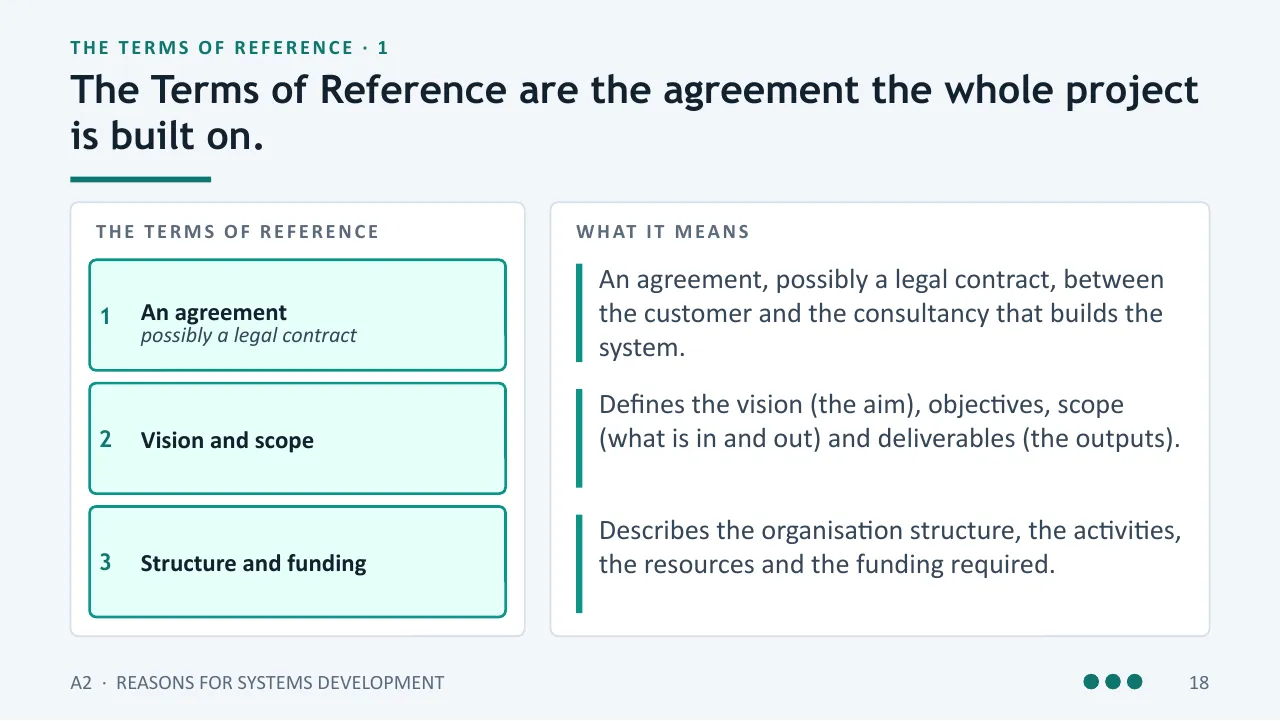 THE TERMS OF REFERENCE · 1
The Terms of Reference are the agreement the whole project
is built on.
THE TERMS OF REFERENCE
1
An agreement
possibly a legal contract
2
Vision and scope
3
Structure and funding
WHAT IT MEANS
An agreement, possibly a legal contract, between
the customer and the consultancy that builds the
system.
Defines the vision (the aim), objectives, scope
(what is in and out) and deliverables (the outputs).
Describes the organisation structure, the activities,
the resources and the funding required.
A2 · REASONS FOR SYSTEMS DEVELOPMENT
18